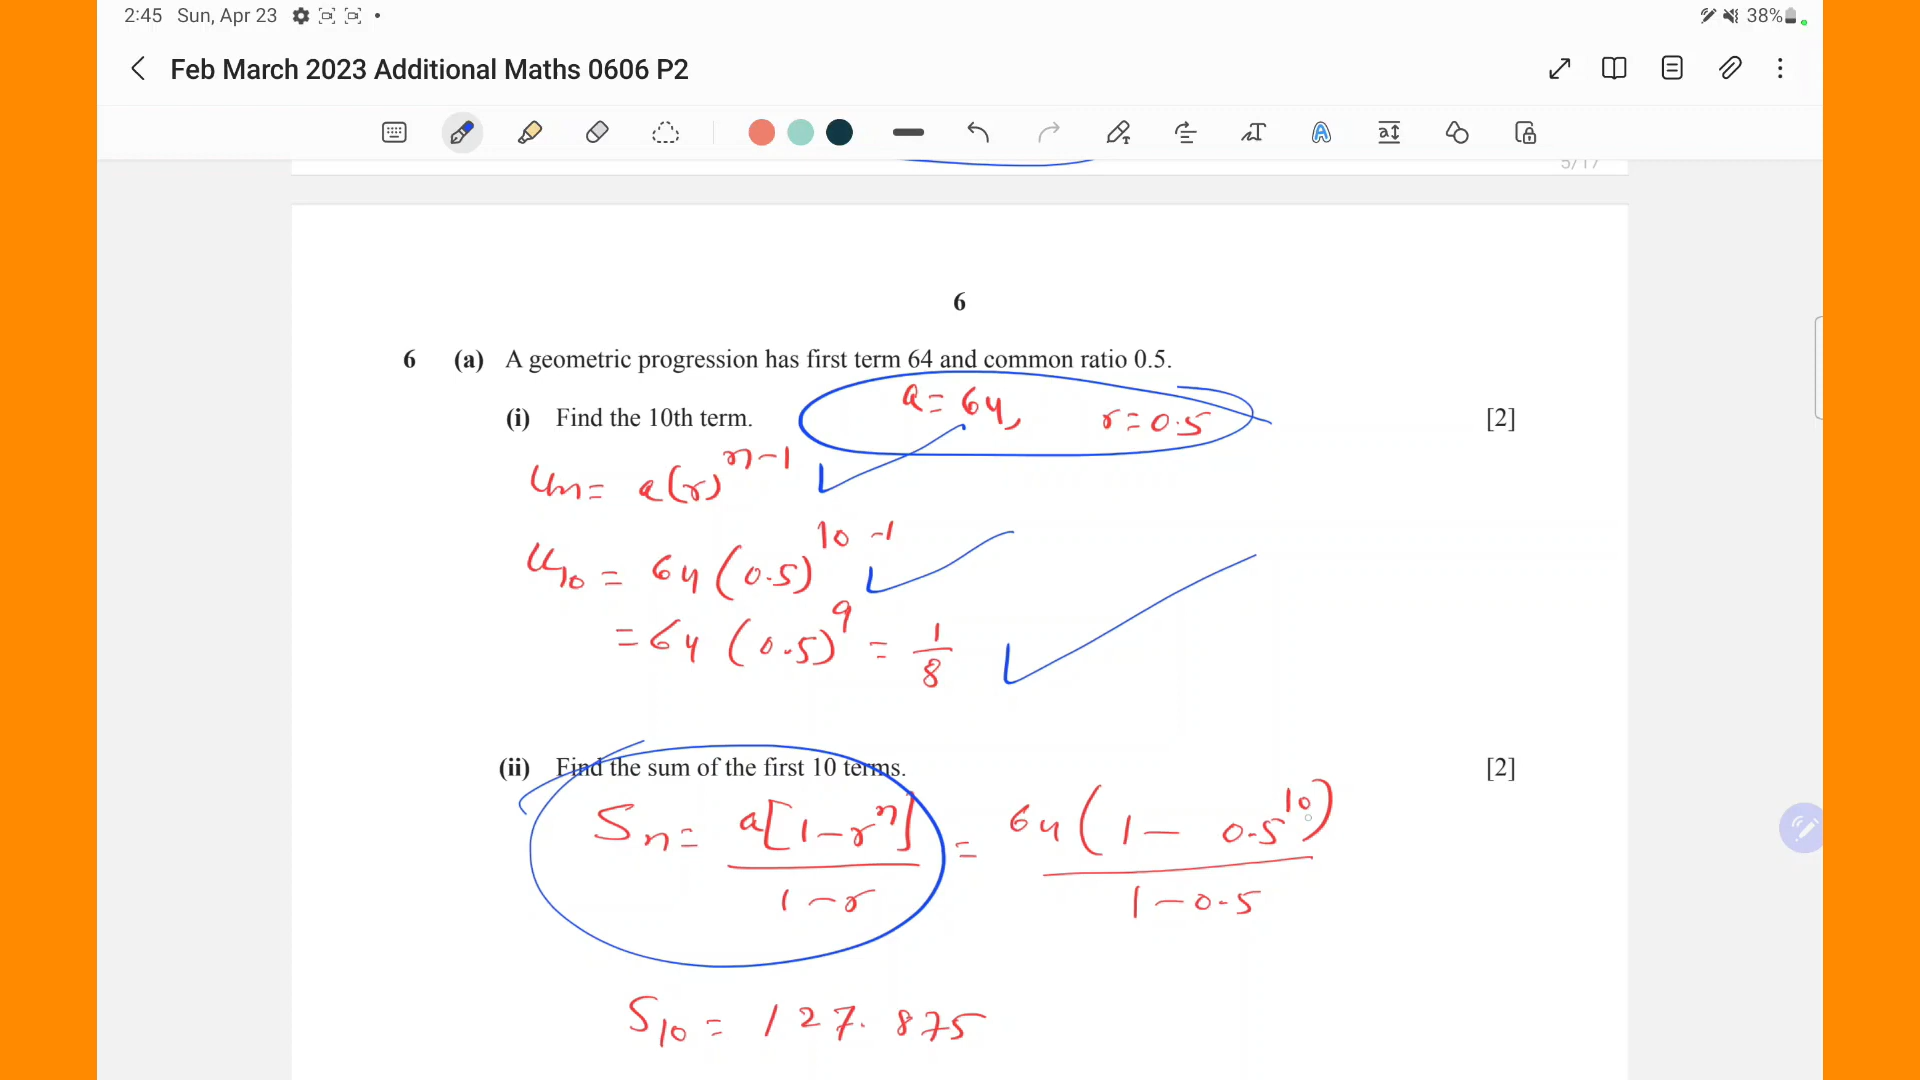 2:45 Sun, Apr 23
38%
Feb March 2023 Additional Maths 0606 P2
5/17
6
6 (a) A geometric progression has first term 64 and common ratio 0.5.
a = 64, r = 0.5
(i) Find the 10th term. [2]
Un = a(r)^n-1
U10 = 64 (0.5)^10-1
= 64 (0.5)^9 = 1/8
(ii) Find the sum of the first 10 terms. [2]
Sn = a[1-r^n] / 1-r = 64(1 - 0.5^10) / 1-0.5
S10 = 127.875